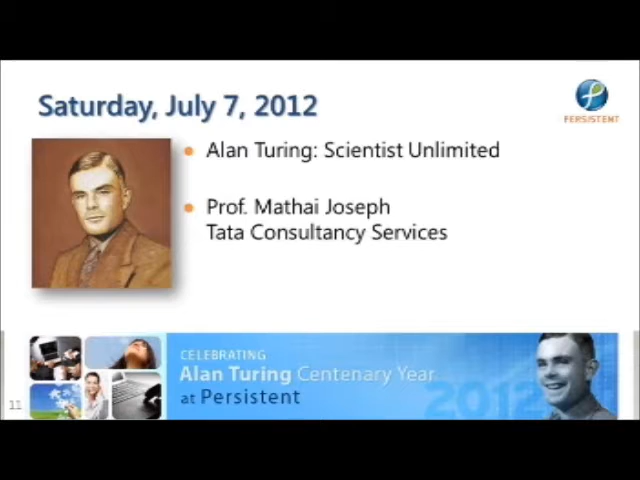 Saturday, July 7, 2012
PERSISTENT
Alan Turing: Scientist Unlimited
Prof. Mathai Joseph
Tata Consultancy Services
CELEBRATING
Alan Turing Centenary Year
at Persistent
2012
11